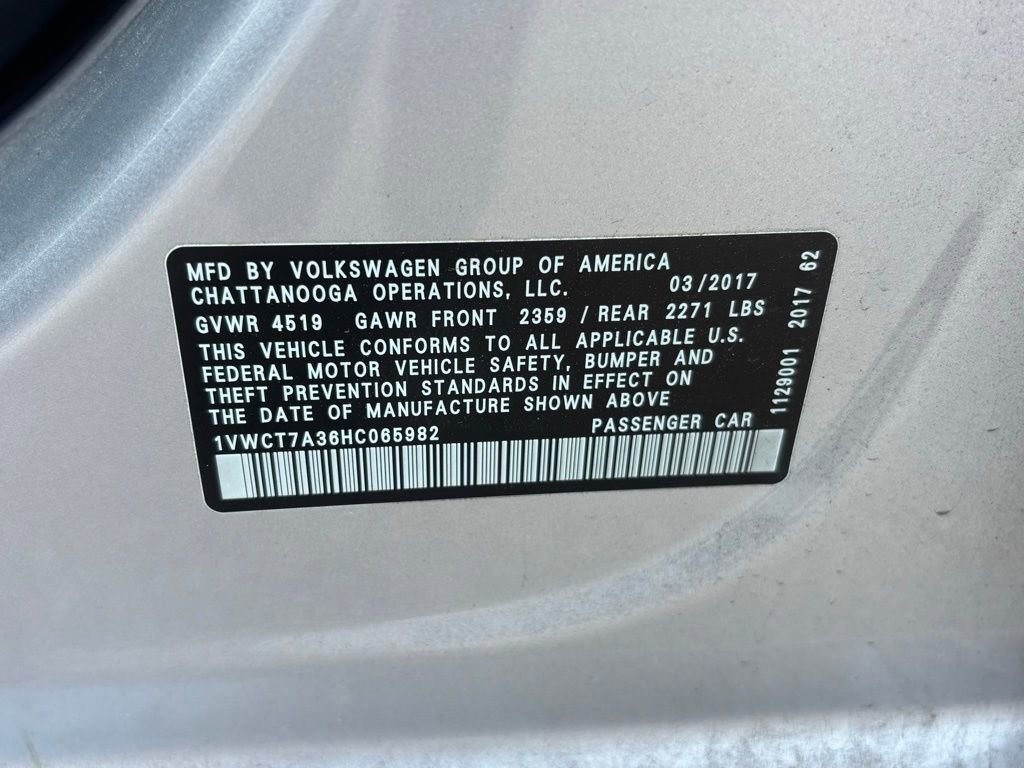 MFD BY VOLKSWAGEN GROUP OF AMERICA
CHATTANOOGA OPERATIONS, LLC. 03/2017
GVWR 4519 GAWR FRONT 2359 / REAR 2271 LBS
THIS VEHICLE CONFORMS TO ALL APPLICABLE U.S.
FEDERAL MOTOR VEHICLE SAFETY, BUMPER AND
THEFT PREVENTION STANDARDS IN EFFECT ON
THE DATE OF MANUFACTURE SHOWN ABOVE
1VWCT7A36HC065982 PASSENGER CAR
1129001 2017 62